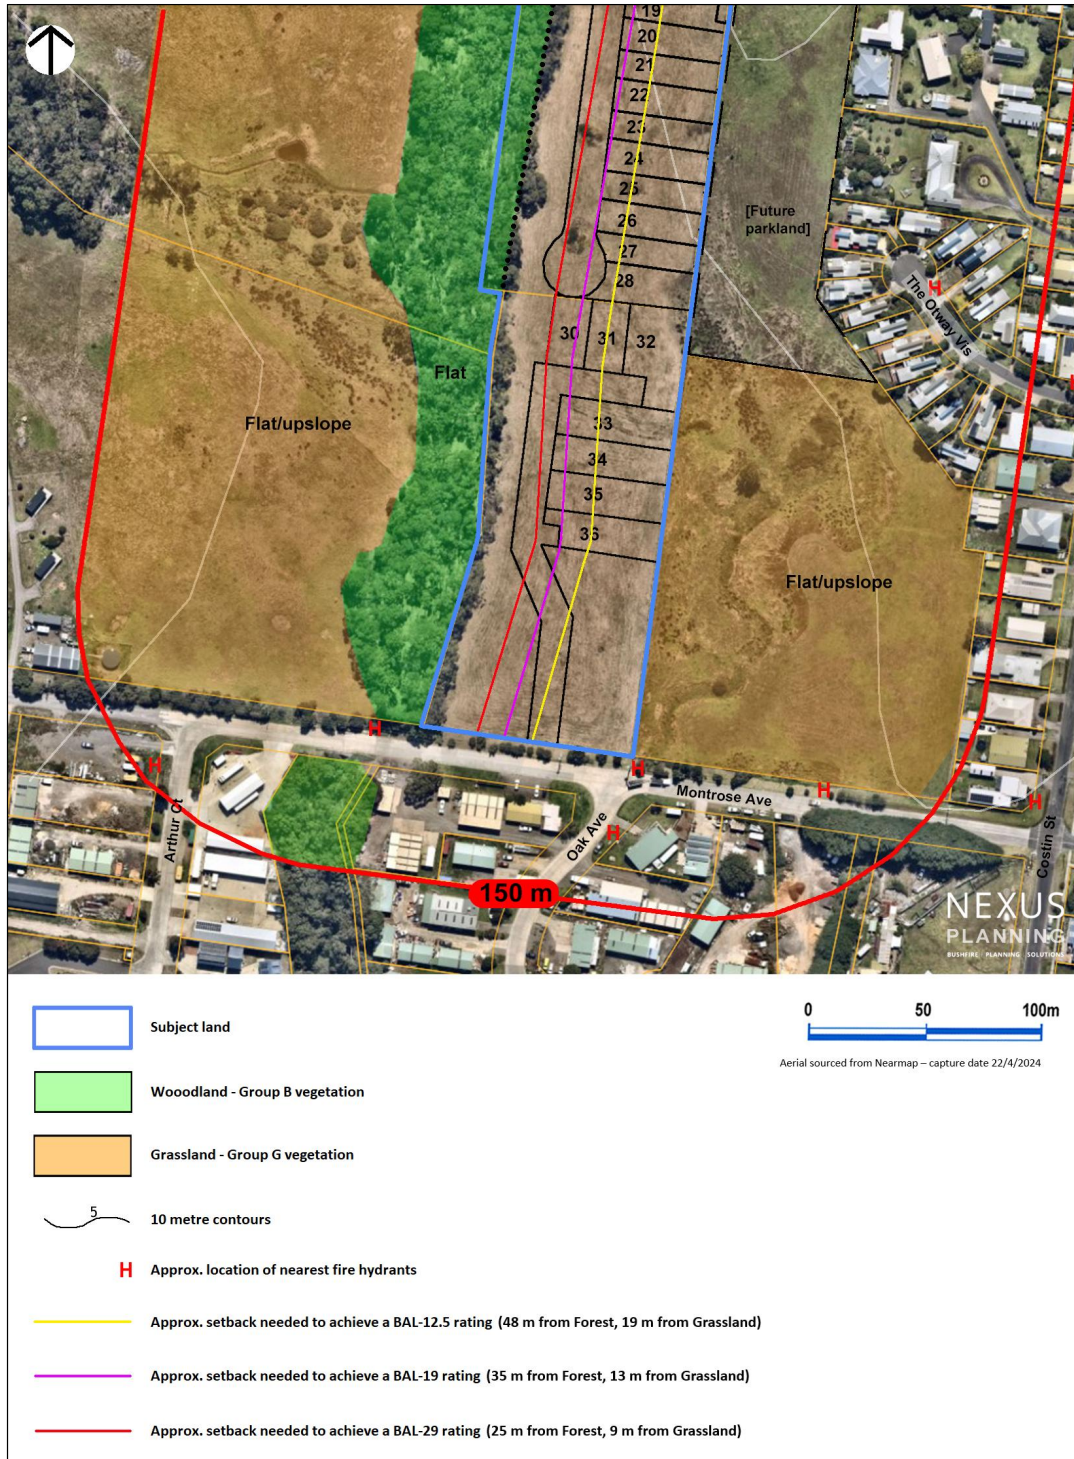 19
20
21
22
23
24
25
26
27
28
30
31
32
33
34
35
36
[Future
parkland]
H
The Otway Vis
H
Flat
Flat/upslope
Flat/upslope
H
H
H
H
H
H
Montrose Ave
Arthur Ct
Oak Ave
Costin St
150 m
NEXUS
PLANNING
BUSHFIRE PLANNING SOLUTIONS
Subject land
0 50 100m
Aerial sourced from Nearmap – capture date 22/4/2024
Wooodland - Group B vegetation
Grassland - Group G vegetation
5
10 metre contours
H Approx. location of nearest fire hydrants
Approx. setback needed to achieve a BAL-12.5 rating (48 m from Forest, 19 m from Grassland)
Approx. setback needed to achieve a BAL-19 rating (35 m from Forest, 13 m from Grassland)
Approx. setback needed to achieve a BAL-29 rating (25 m from Forest, 9 m from Grassland)